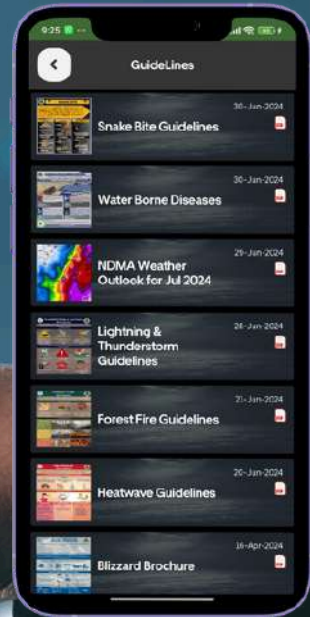 9:25
GuideLines
30-Jun-2024
Snake Bite Guidelines
30-Jun-2024
Water Borne Diseases
29-Jun-2024
NDMA Weather
Outlook for Jul 2024
Lightning &
Thunderstorm
Guidelines
Forest Fire Guidelines
20-Jun-2024
Heatwave Guidelines
16-Apr-2024
Blizzard Brochure